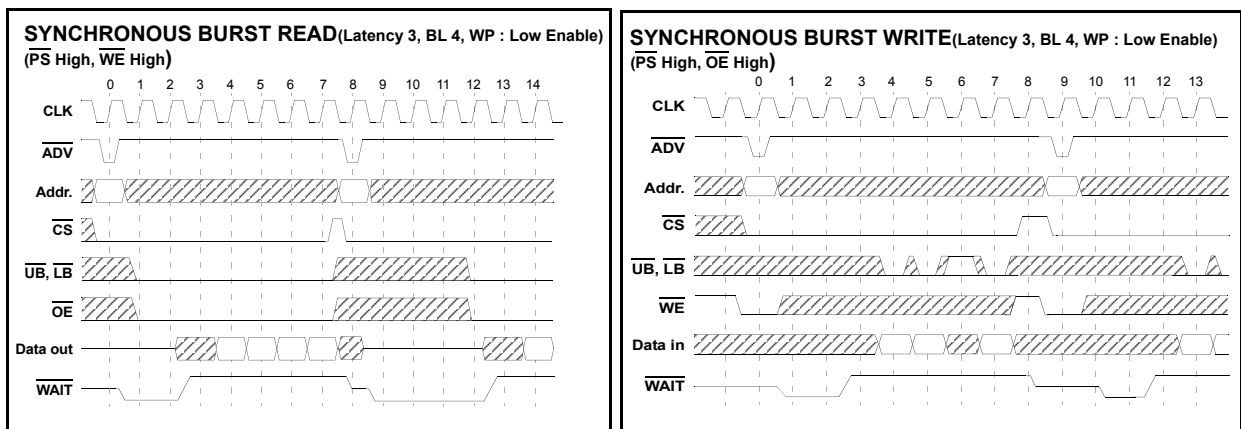 SYNCHRONOUS BURST READ(Latency 3, BL 4, WP : Low Enable)
(PS High, WE High)
0 1 2 3 4 5 6 7 8 9 10 11 12 13 14
CLK
ADV
Addr.
CS
UB, LB
OE
Data out
WAIT
SYNCHRONOUS BURST WRITE(Latency 3, BL 4, WP : Low Enable)
(PS High, OE High)
0 1 2 3 4 5 6 7 8 9 10 11 12 13
CLK
ADV
Addr.
CS
UB, LB
WE
Data in
WAIT